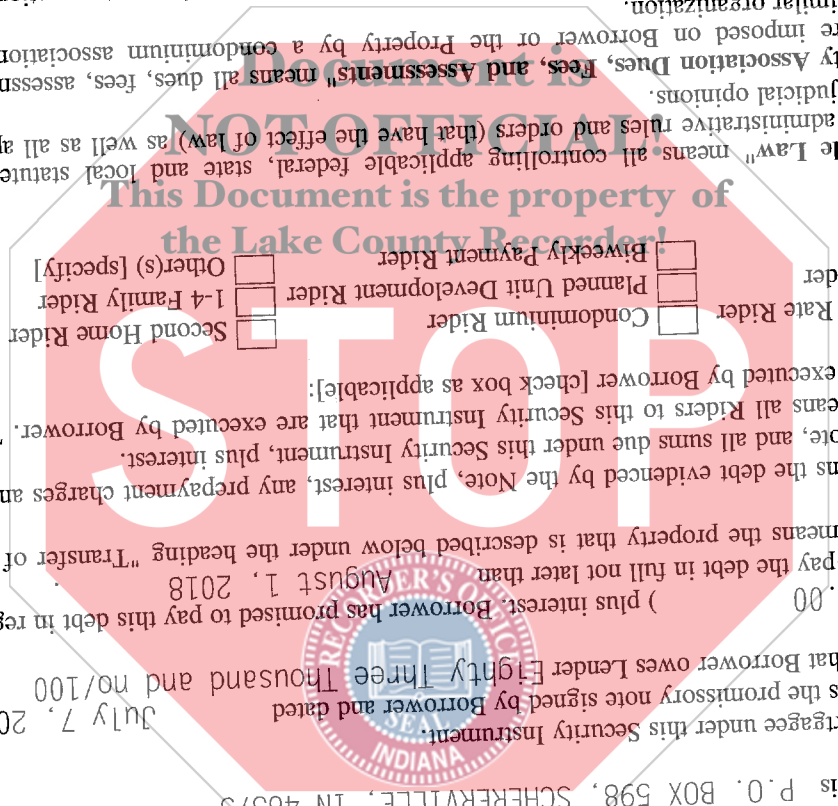 is P.O. BOX 598, SCHERERVILLE, IN 46375
rtgagee under this Security Instrument.
s the promissory note signed by Borrower and dated July 7, 20
hat Borrower owes Lender Eighty Three Thousand and no/100
.00 ) plus interest. Borrower has promised to pay this debt in reg
pay the debt in full not later than August 1, 2018 .
means the property that is described below under the heading "Transfer of
ns the debt evidenced by the Note, plus interest, any prepayment charges an
ote, and all sums due under this Security Instrument, plus interest.
eans all Riders to this Security Instrument that are executed by Borrower.
executed by Borrower [check box as applicable]:
Rate Rider Condominium Rider Second Home Rider
der Planned Unit Development Rider 1-4 Family Rider
Biweekly Payment Rider Other(s) [specify]
le Law" means all controlling applicable federal, state and local statute
administrative rules and orders (that have the effect of law) as well as all ap
judicial opinions.
ty Association Dues, Fees, and Assessments" means all dues, fees, assessm
re imposed on Borrower or the Property by a condominium association
imilar organization.
Document is
NOT OFFICIAL!
This Document is the property of
the Lake County Recorder!
STOP
RECORDER'S OFFICE
SEAL
INDIANA